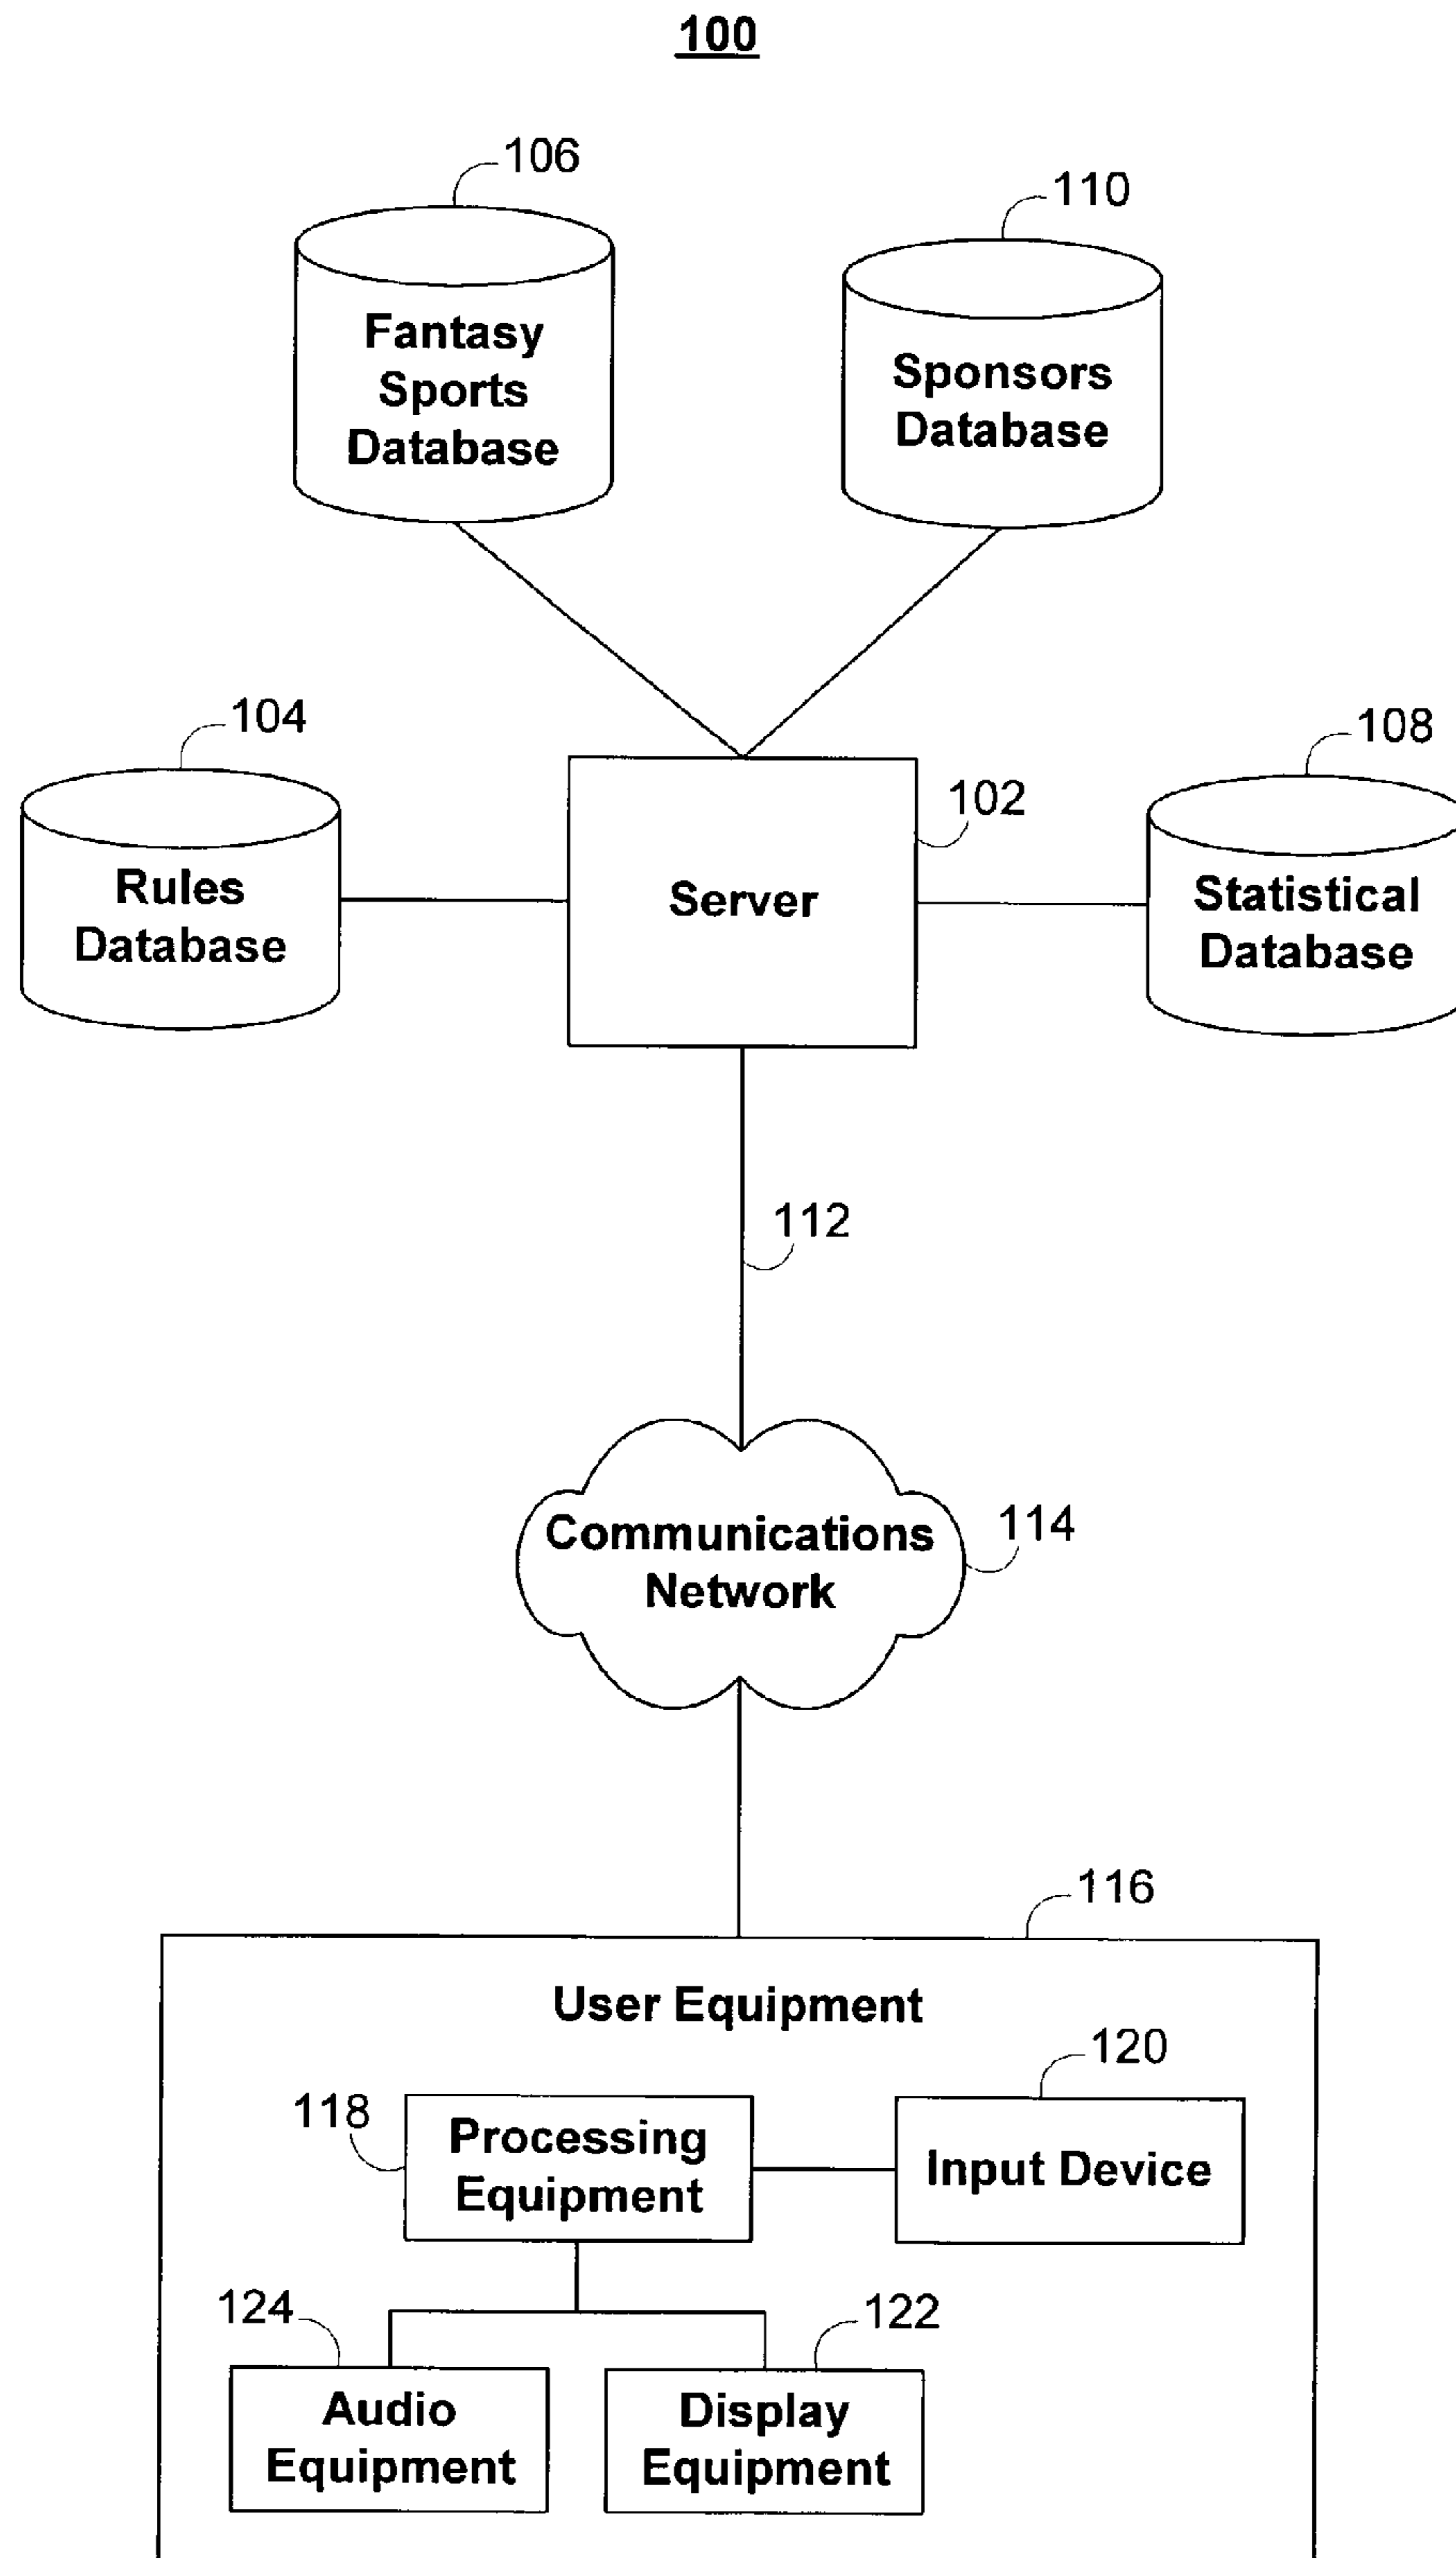 100
106
110
Fantasy
Sports
Database
Sponsors
Database
104
108
102
Rules
Database
Server
Statistical
Database
112
Communications
Network
114
116
User Equipment
120
118
Processing
Equipment
Input Device
124
122
Audio
Equipment
Display
Equipment